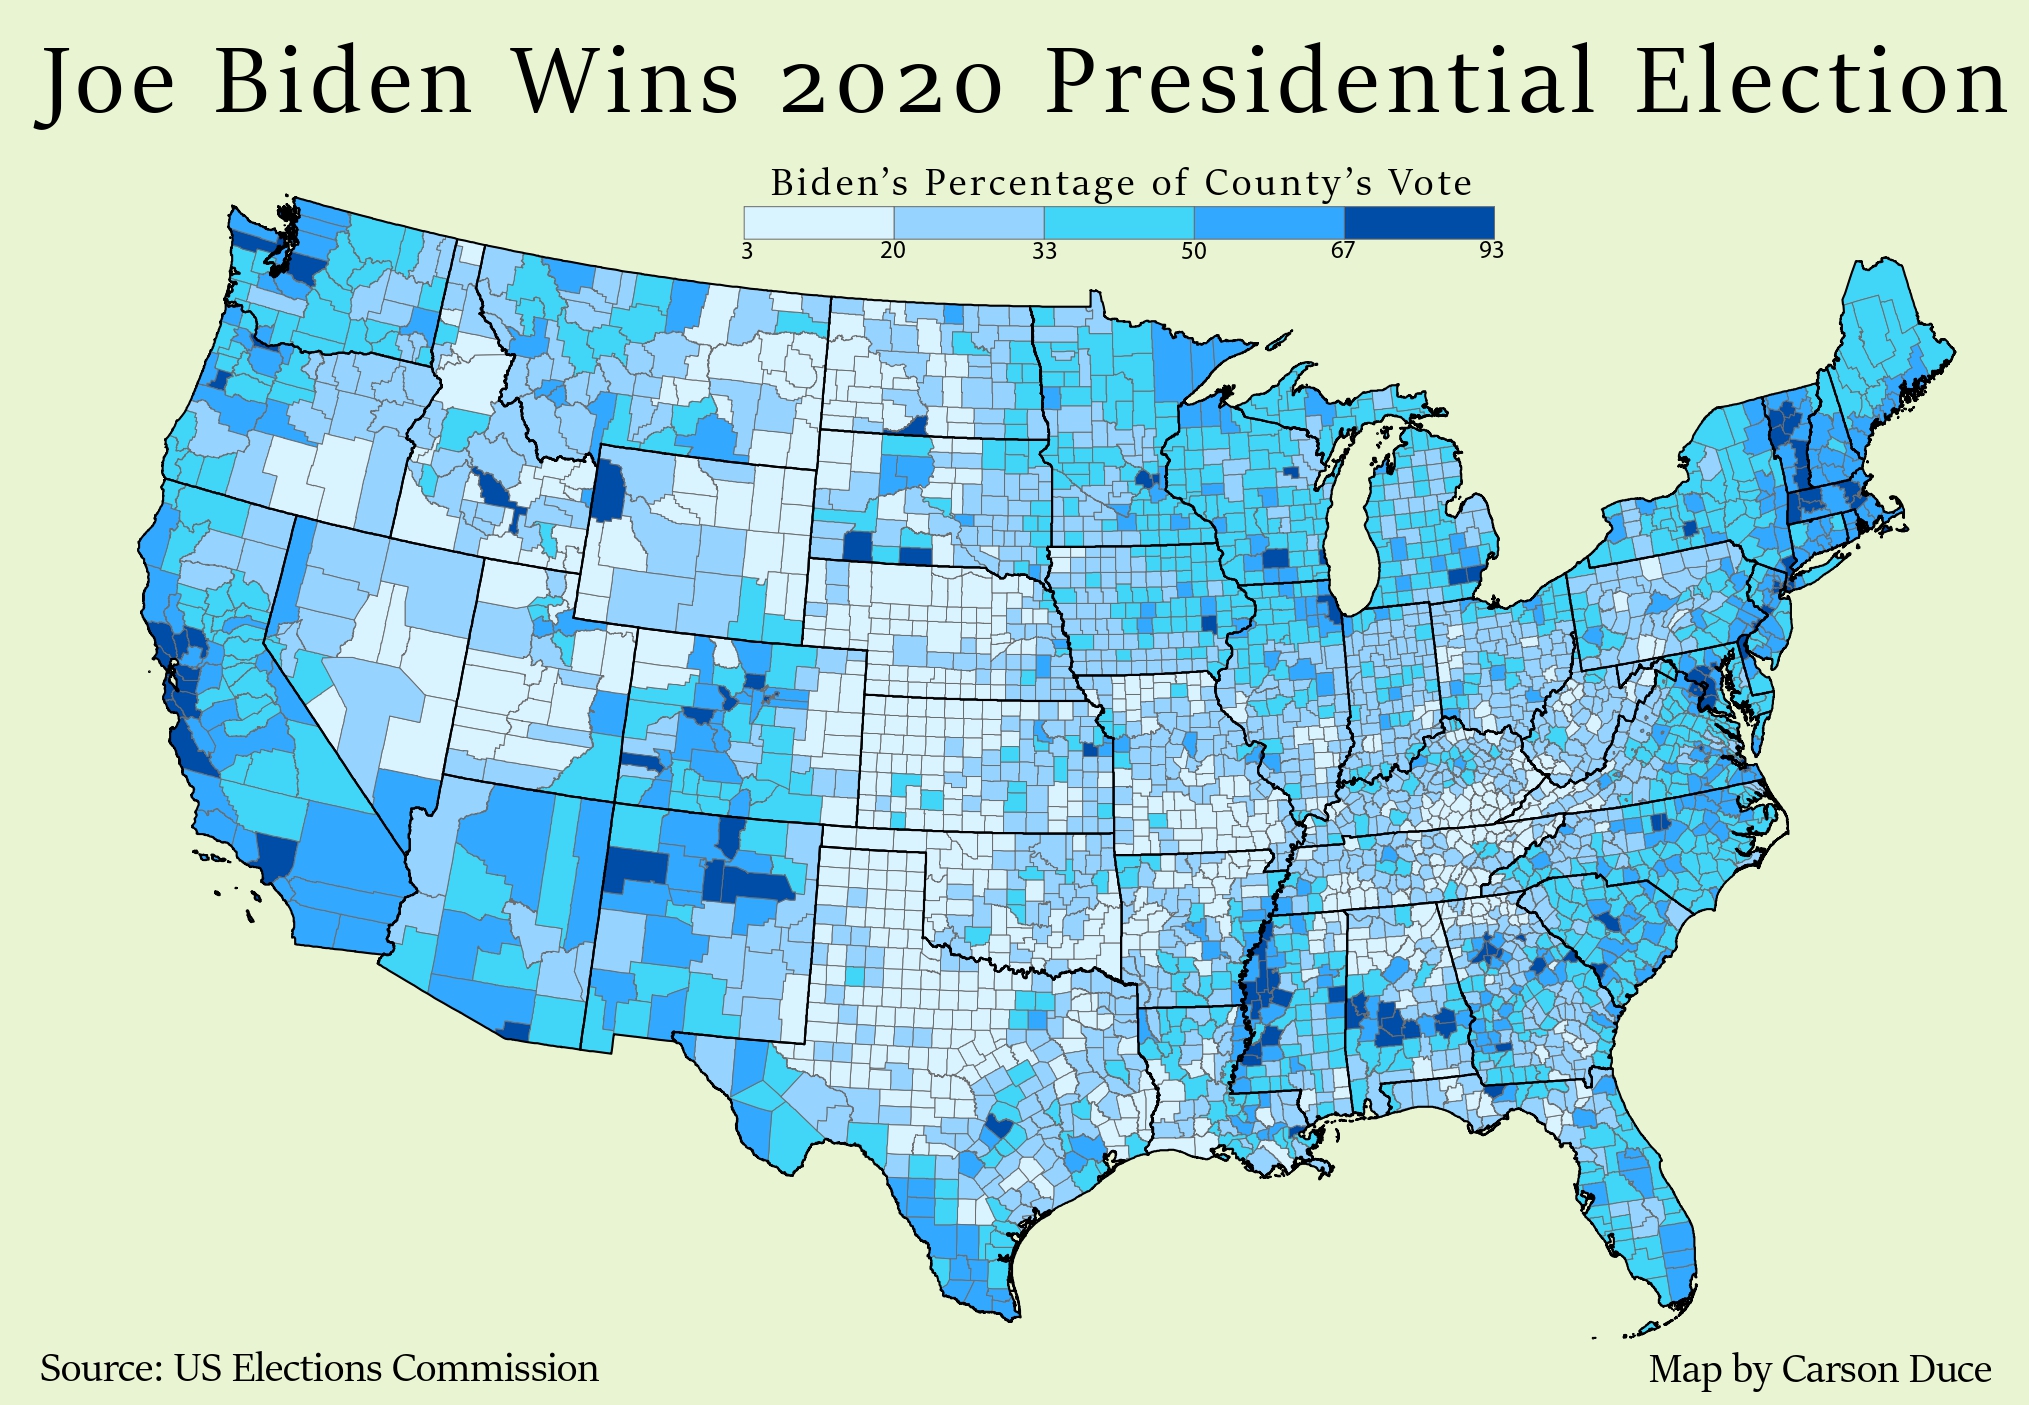 Joe Biden Wins 2020 Presidential Election
Biden's Percentage of County's Vote
3 20 33 50 67 93
Source: US Elections Commission
Map by Carson Duce